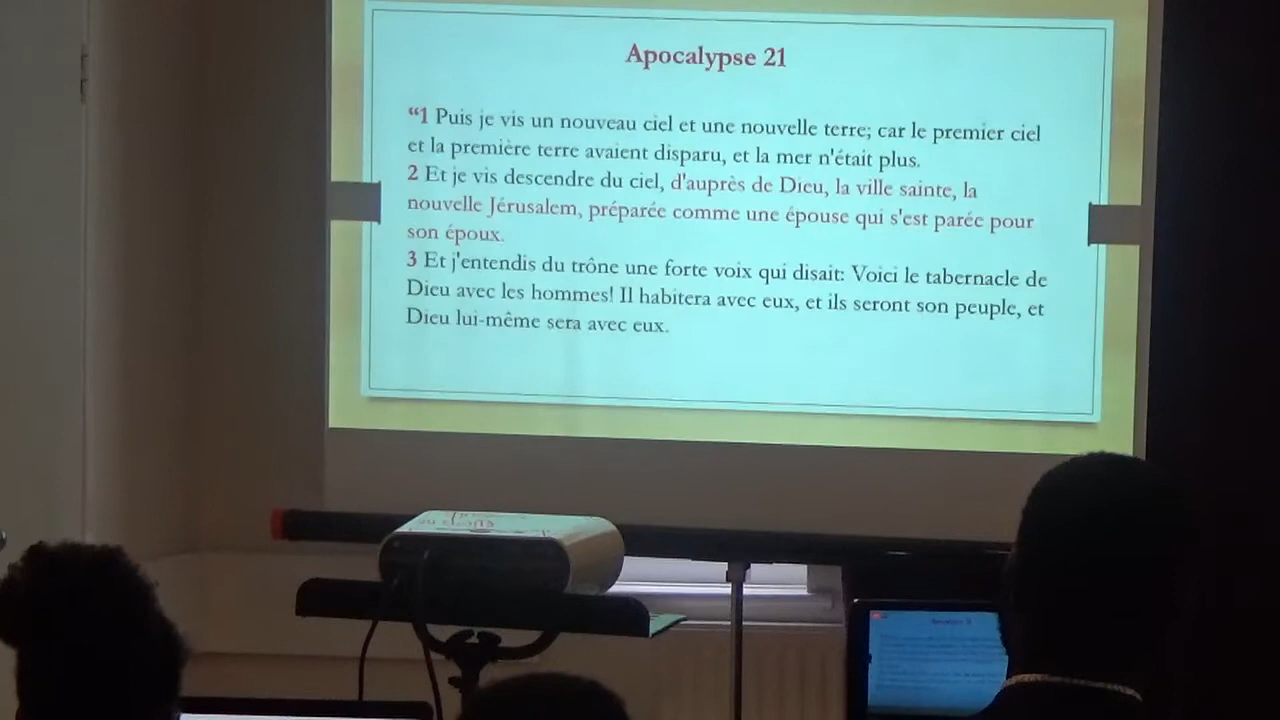 Apocalypse 21
“1 Puis je vis un nouveau ciel et une nouvelle terre; car le premier ciel
et la première terre avaient disparu, et la mer n'était plus.
2 Et je vis descendre du ciel, d'auprès de Dieu, la ville sainte, la
nouvelle Jérusalem, préparée comme une épouse qui s'est parée pour
son époux.
3 Et j'entendis du trône une forte voix qui disait: Voici le tabernacle de
Dieu avec les hommes! Il habitera avec eux, et ils seront son peuple, et
Dieu lui-même sera avec eux.